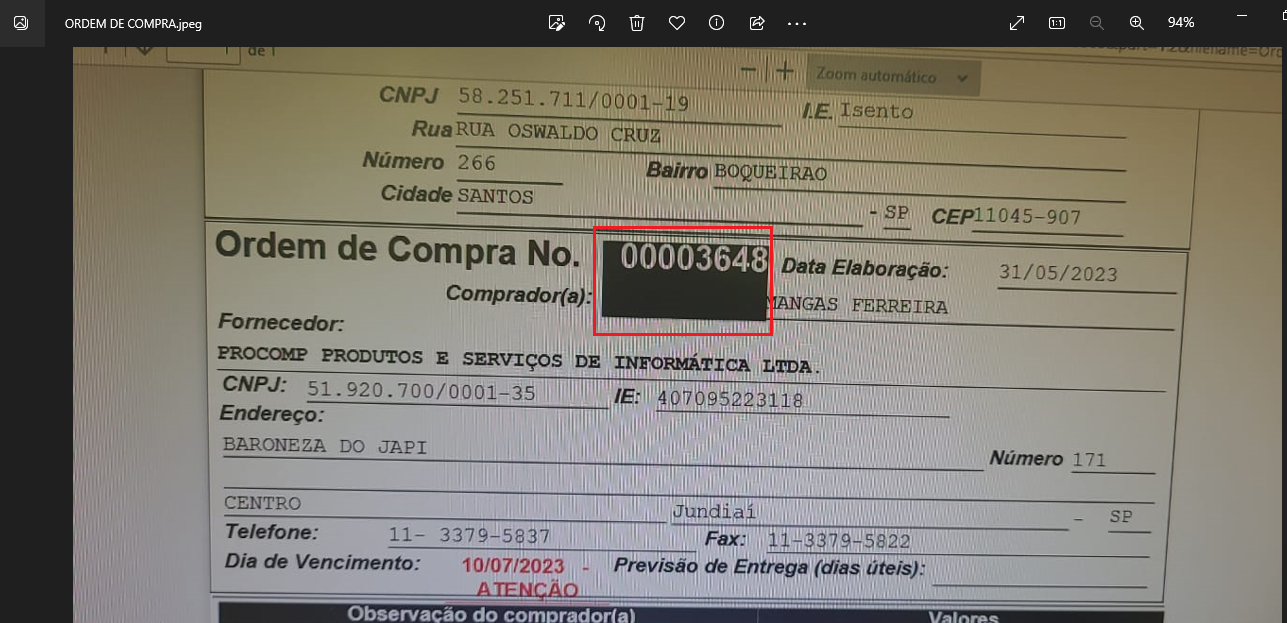 ORDEM DE COMPRA.jpeg
94%
de 1
Zoom automático
CNPJ 58.251.711/0001-19 I.E. Isento
Rua RUA OSWALDO CRUZ
Número 266 Bairro BOQUEIRAO
Cidade SANTOS - SP CEP 11045-907
Ordem de Compra No. 00003648 Data Elaboração: 31/05/2023
Comprador(a): MANGAS FERREIRA
Fornecedor:
PROCOMP PRODUTOS E SERVIÇOS DE INFORMÁTICA LTDA.
CNPJ: 51.920.700/0001-35 IE: 407095223118
Endereço:
BARONEZA DO JAPI Número 171
CENTRO Jundiaí - SP
Telefone: 11- 3379-5837 Fax: 11-3379-5822
Dia de Vencimento: 10/07/2023 - Previsão de Entrega (dias úteis):
ATENÇÃO
Observação do comprador(a) Valores